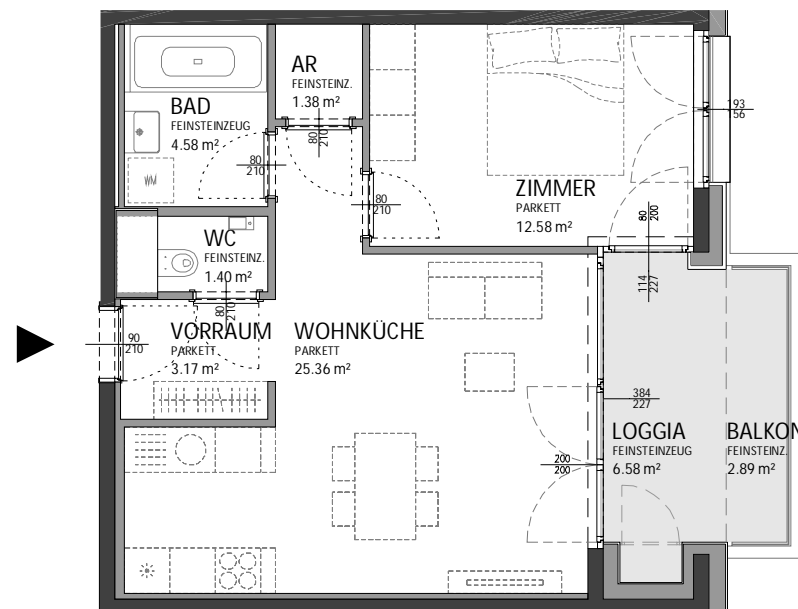 AR
FEINSTEINZ.
1.38 m²
BAD
FEINSTEINZEUG
4.58 m²
80
210
80
210
WM
80
210
ZIMMER
PARKETT
12.58 m²
193
156
80
200
114
227
WC
FEINSTEINZ.
1.40 m²
80
210
90
210
VORRAUM
PARKETT
3.17 m²
WOHNKÜCHE
PARKETT
25.36 m²
384
227
200
200
LOGGIA
FEINSTEINZEUG
6.58 m²
BALKON
FEINSTEINZ.
2.89 m²